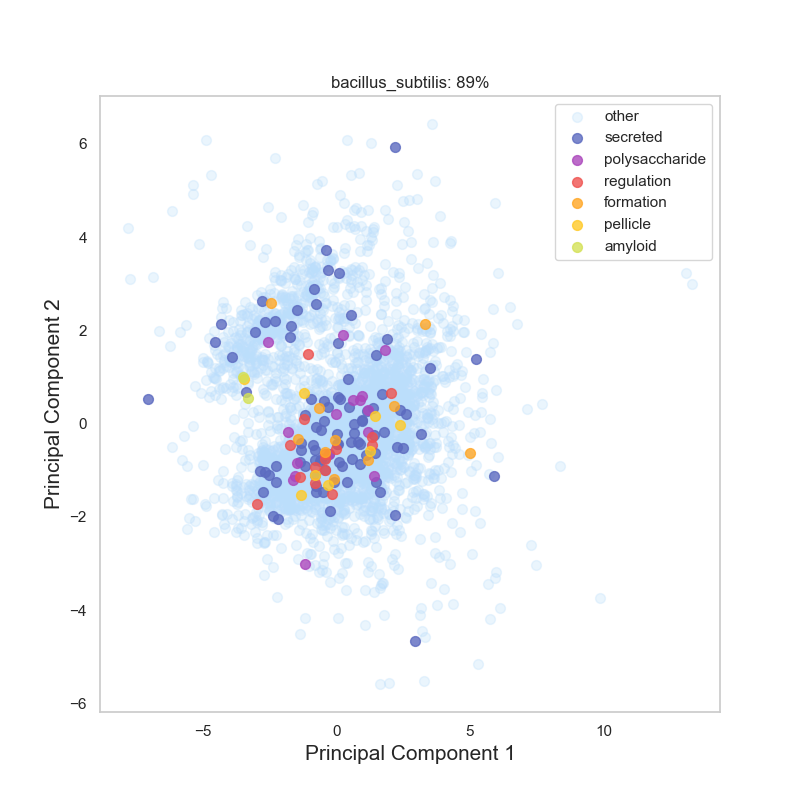 bacillus_subtilis: 89%
other
secreted
polysaccharide
regulation
formation
pellicle
amyloid
6
4
2
0
−2
−4
−6
Principal Component 2
−5
0
5
10
Principal Component 1